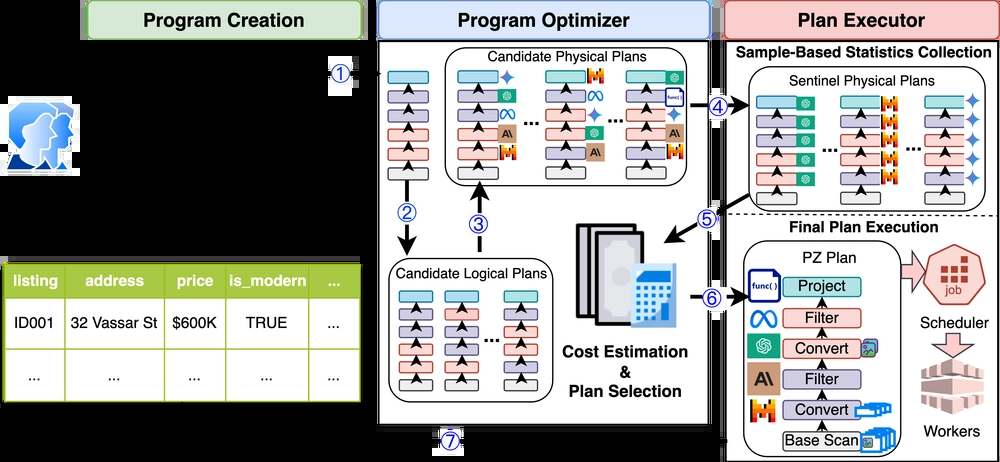 Program Creation
Program Optimizer
Plan Executor
①
Candidate Physical Plans
...
...
func()
④
Sample-Based Statistics Collection
Sentinel Physical Plans
...
...
②
③
⑤
Candidate Logical Plans
...
Cost Estimation
&
Plan Selection
⑥
Final Plan Execution
PZ Plan
func()
Project
Filter
Convert
Filter
Convert
Base Scan
job
Scheduler
Workers
listing address price is_modern ...
ID001 32 Vassar St $600K TRUE ...
... ... ... ... ...
⑦